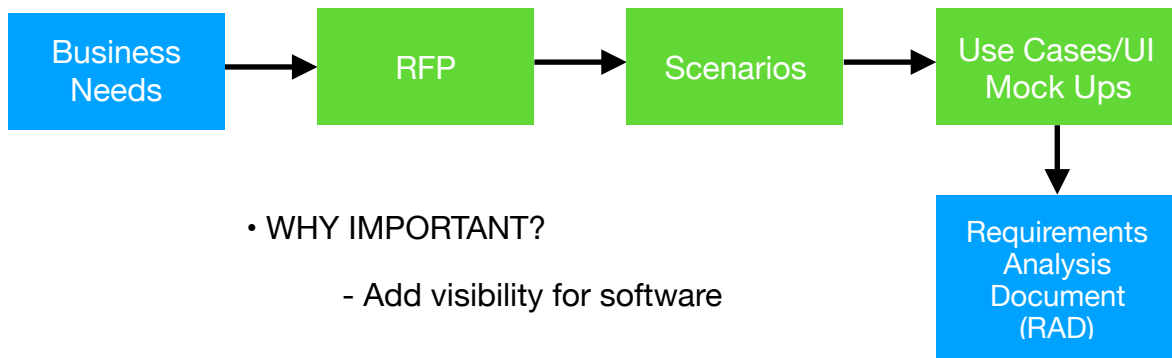 Business
Needs
RFP
Scenarios
Use Cases/UI
Mock Ups
Requirements
Analysis
Document
(RAD)
• WHY IMPORTANT?
- Add visibility for software